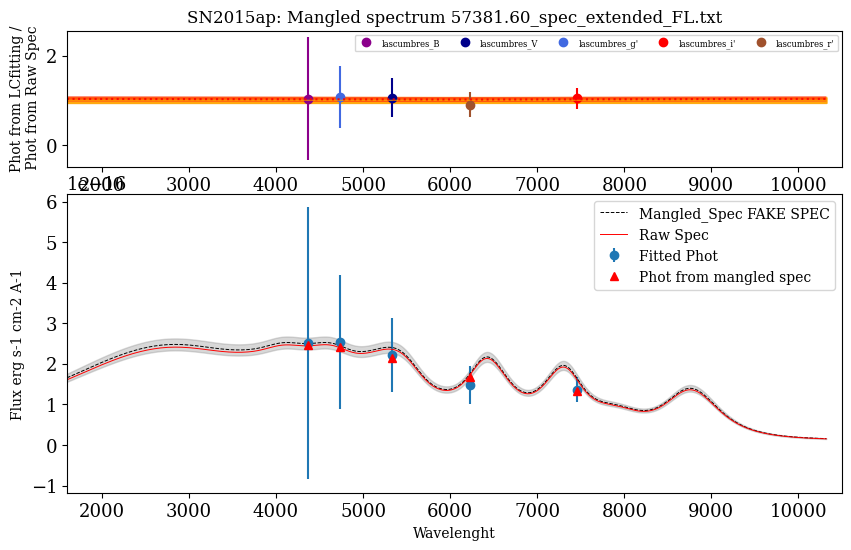 SN2015ap: Mangled spectrum 57381.60_spec_extended_FL.txt
Phot from LCfitting /
Phot from Raw Spec
2
0
lascumbres_B
lascumbres_V
lascumbres_g'
lascumbres_i'
lascumbres_r'
2000 3000 4000 5000 6000 7000 8000 9000 10000
1e−16
Flux erg s-1 cm-2 A-1
6
5
4
3
2
1
0
−1
Mangled_Spec FAKE SPEC
Raw Spec
Fitted Phot
Phot from mangled spec
2000 3000 4000 5000 6000 7000 8000 9000 10000
Wavelenght